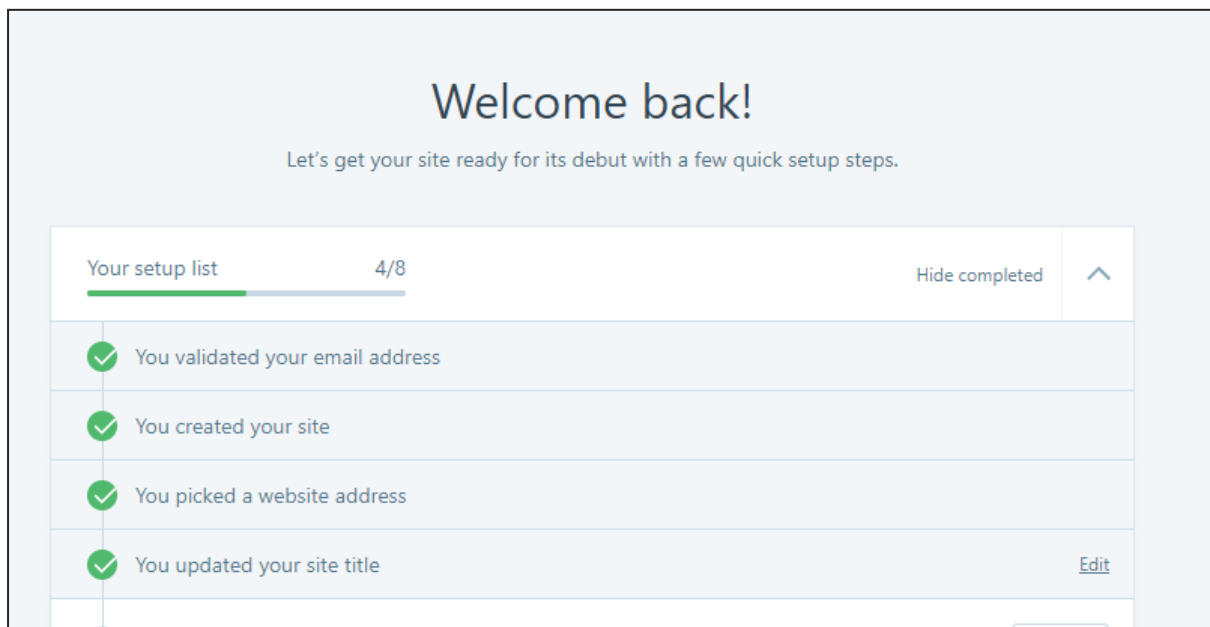 Welcome back!
Let's get your site ready for its debut with a few quick setup steps.
Your setup list 4/8 Hide completed
You validated your email address
You created your site
You picked a website address
You updated your site title Edit